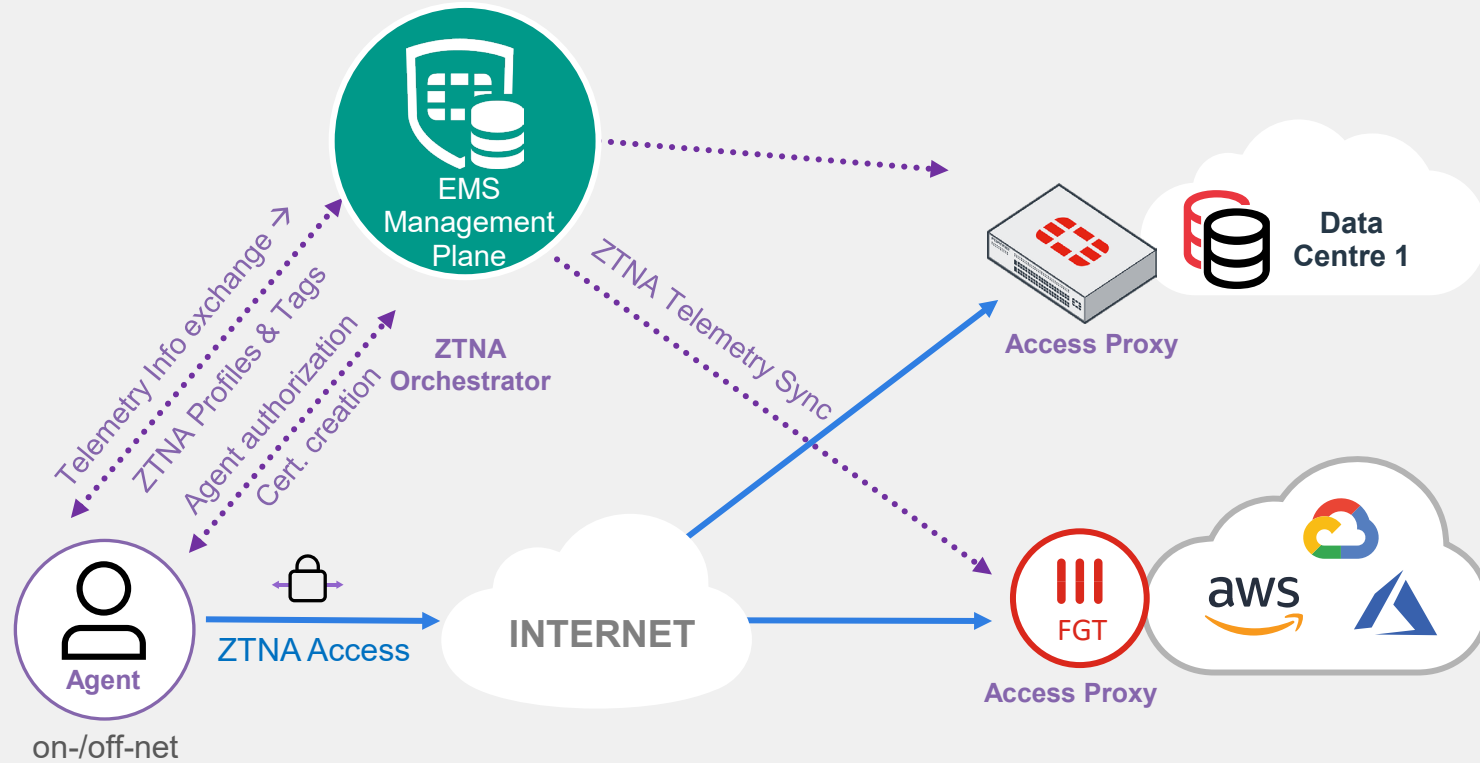 EMS
Management
Plane
Telemetry Info exchange →
ZTNA Profiles & Tags
Agent authorization
Cert. creation
ZTNA
Orchestrator
ZTNA Telemetry Sync
Data
Centre 1
Access Proxy
Agent
on-/off-net
ZTNA Access
INTERNET
FGT
Access Proxy
aws